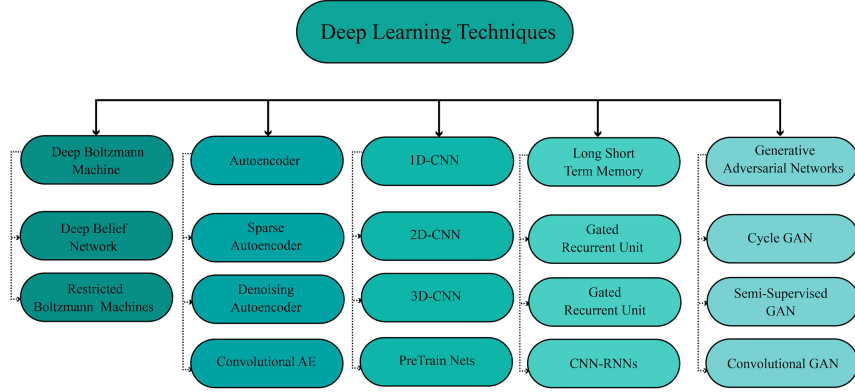 Deep Learning Techniques
Deep Boltzmann
Machine
Deep Belief
Network
Restricted
Boltzmann Machines
Autoencoder
Sparse
Autoencoder
Denoising
Autoencoder
Convolutional AE
1D-CNN
2D-CNN
3D-CNN
PreTrain Nets
Long Short
Term Memory
Gated
Recurrent Unit
Gated
Recurrent Unit
CNN-RNNs
Generative
Adversarial Networks
Cycle GAN
Semi-Supervised
GAN
Convolutional GAN